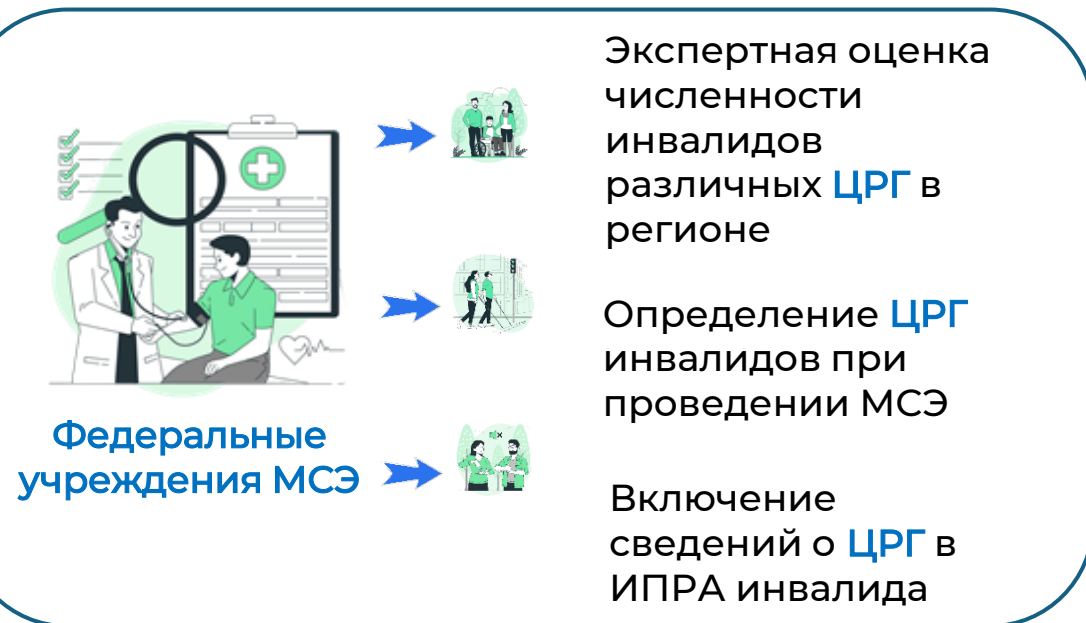 Экспертная оценка
численности
инвалидов
различных ЦРГ в
регионе
Определение ЦРГ
инвалидов при
проведении МСЭ
Федеральные
учреждения МСЭ
Включение
сведений о ЦРГ в
ИПРА инвалида